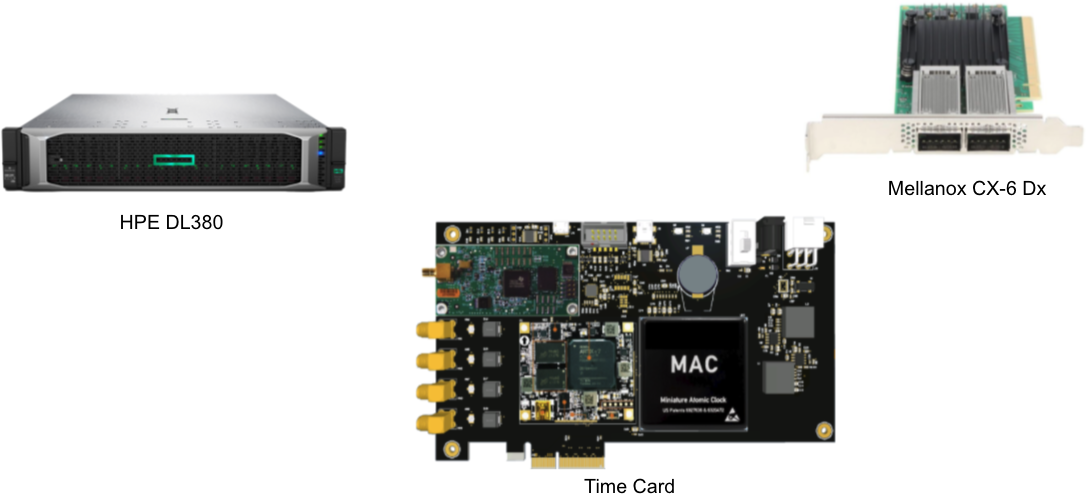 HPE DL380
Mellanox CX-6 Dx
MAC
Miniature Atomic Clock
Time Card